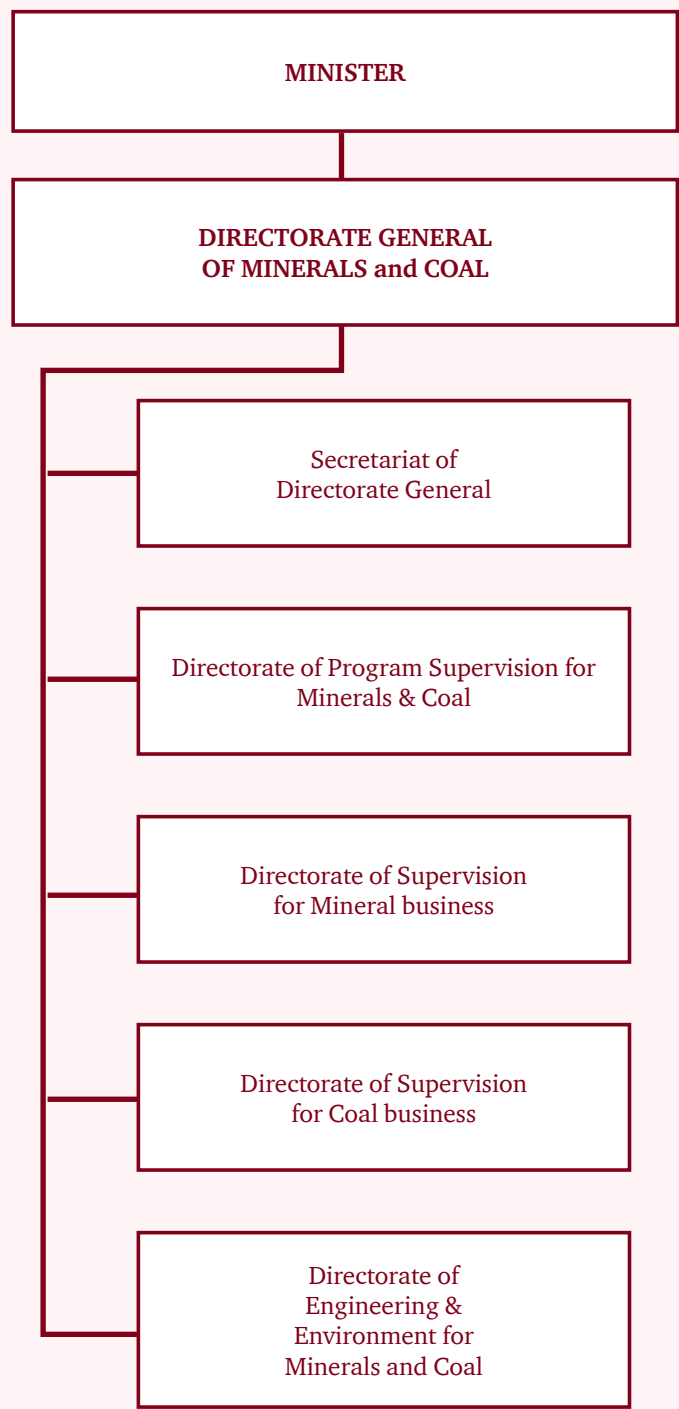 MINISTER
DIRECTORATE GENERAL
OF MINERALS and COAL
Secretariat of
Directorate General
Directorate of Program Supervision for
Minerals & Coal
Directorate of Supervision
for Mineral business
Directorate of Supervision
for Coal business
Directorate of
Engineering &
Environment for
Minerals and Coal